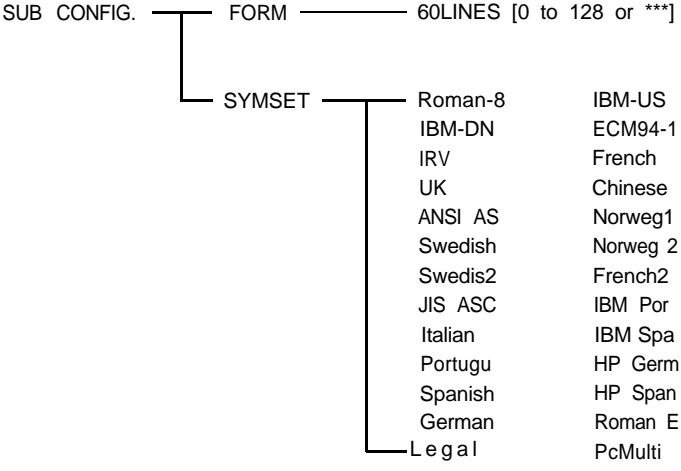 SUB CONFIG. FORM 60LINES [0 to 128 or ***]
SYMSET Roman-8 IBM-US
IBM-DN ECM94-1
IRV French
UK Chinese
ANSI AS Norweg1
Swedish Norweg 2
Swedis2 French2
JIS ASC IBM Por
Italian IBM Spa
Portugu HP Germ
Spanish HP Span
German Roman E
Legal PcMulti